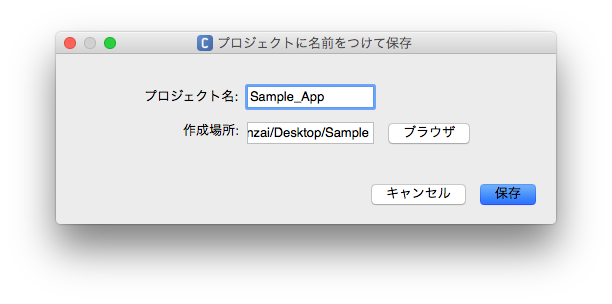 C プロジェクトに名前をつけて保存
プロジェクト名: Sample_App
作成場所: nzai/Desktop/Sample ブラウザ
キャンセル 保存